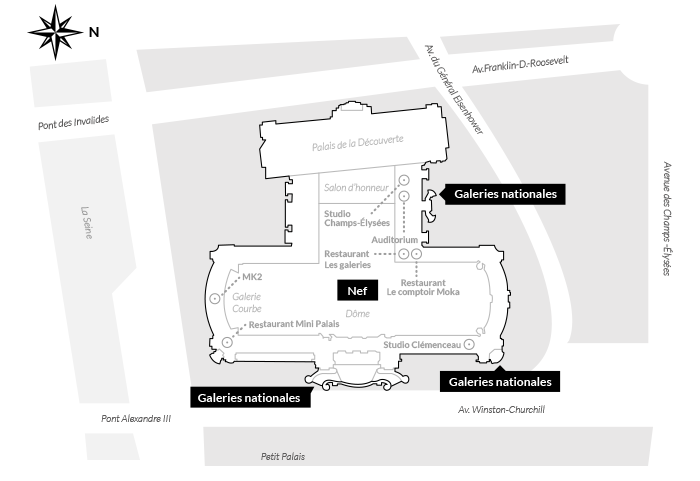 N
Av.Franklin-D.-Roosevelt
Av. du Général Eisenhower
Pont des Invalides
Palais de la Découverte
Avenue des Champs -Élysées
Salon d'honneur
Galeries nationales
La Seine
Studio
Champs-Élysées
Auditorium
Restaurant
Les galeries
MK2
Restaurant
Le comptoir Moka
Nef
Galerie
Courbe
Dôme
Restaurant Mini Palais
Studio Clémenceau
Galeries nationales
Galeries nationales
Av. Winston-Churchill
Pont Alexandre III
Petit Palais